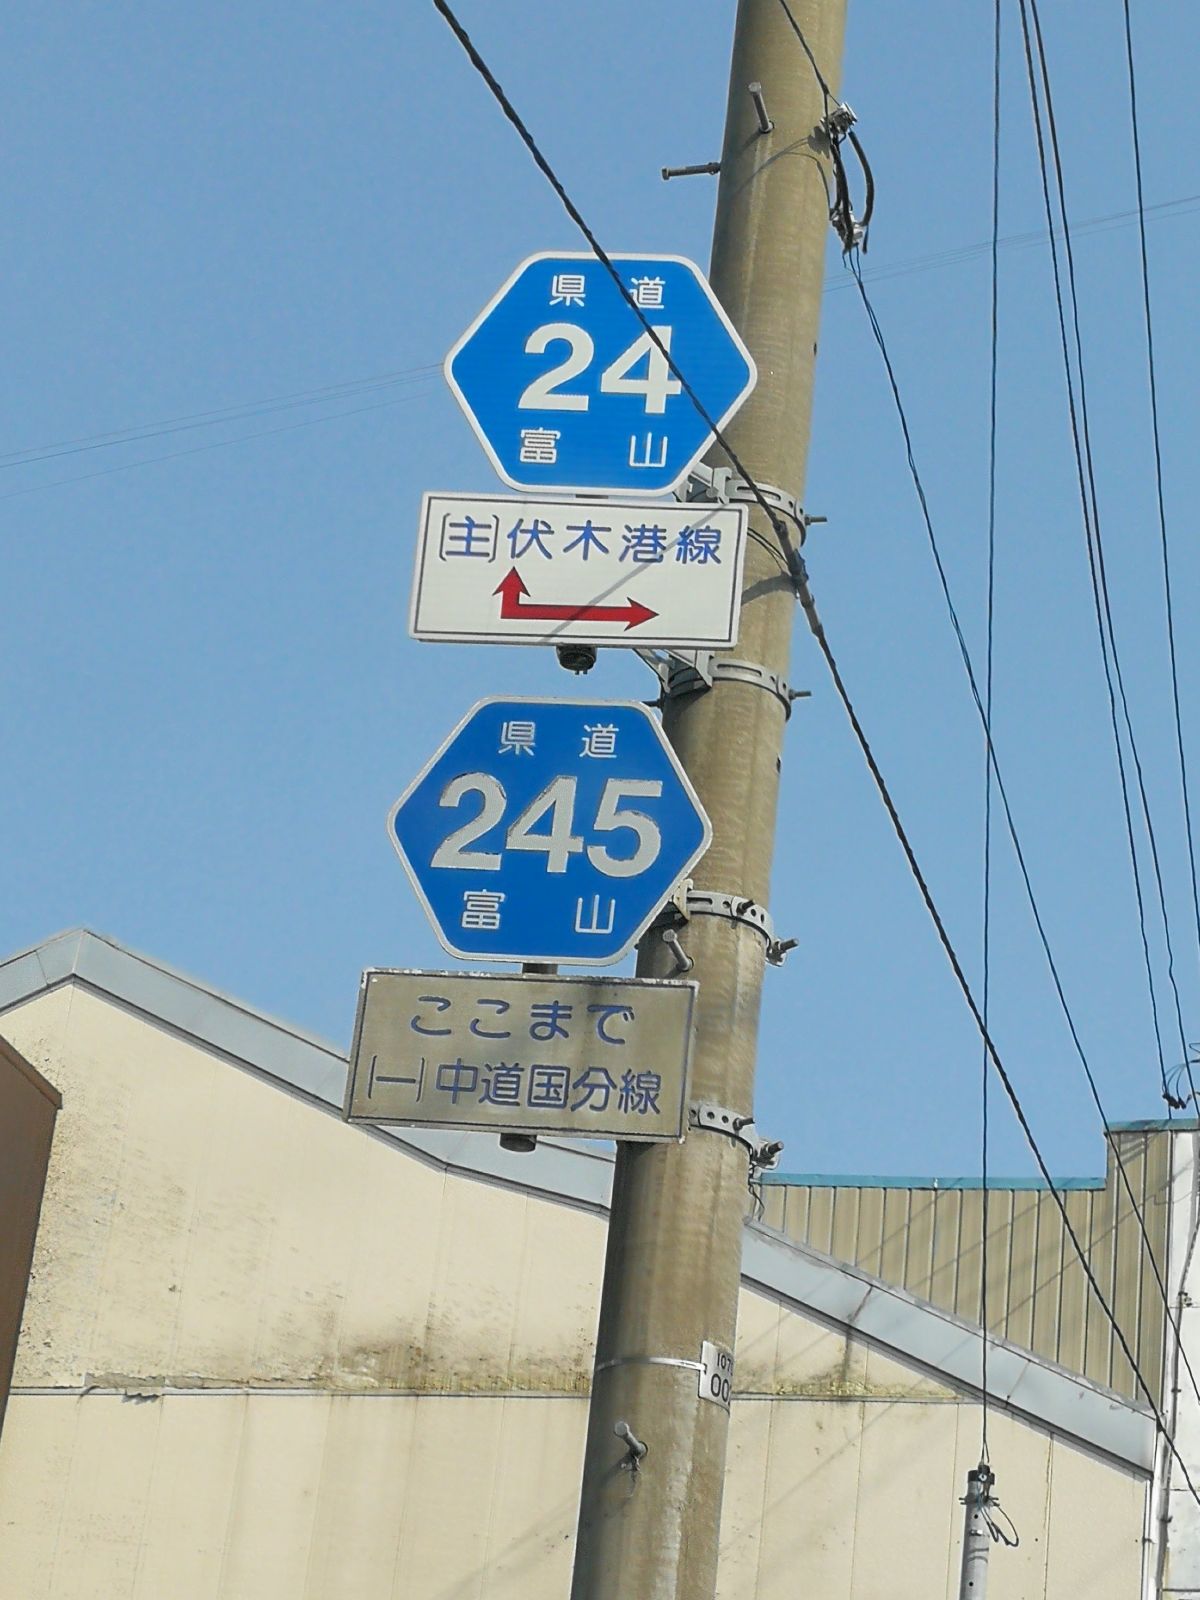 県道
24
富山
(主)伏木港線
県道
245
富山
ここまで
(一)中道国分線